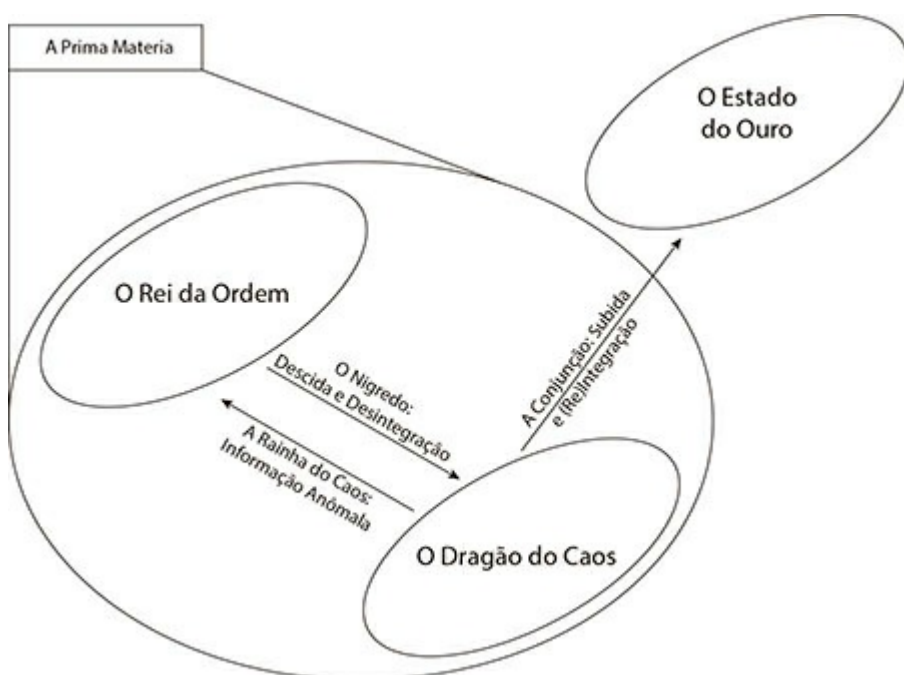 A Prima Materia
O Estado
do Ouro
O Rei da Ordem
O Nigredo:
Descida e Desintegração
A Rainha do Caos:
Informação Anômala
A Conjunção: Subida
e (Re)Integração
O Dragão do Caos